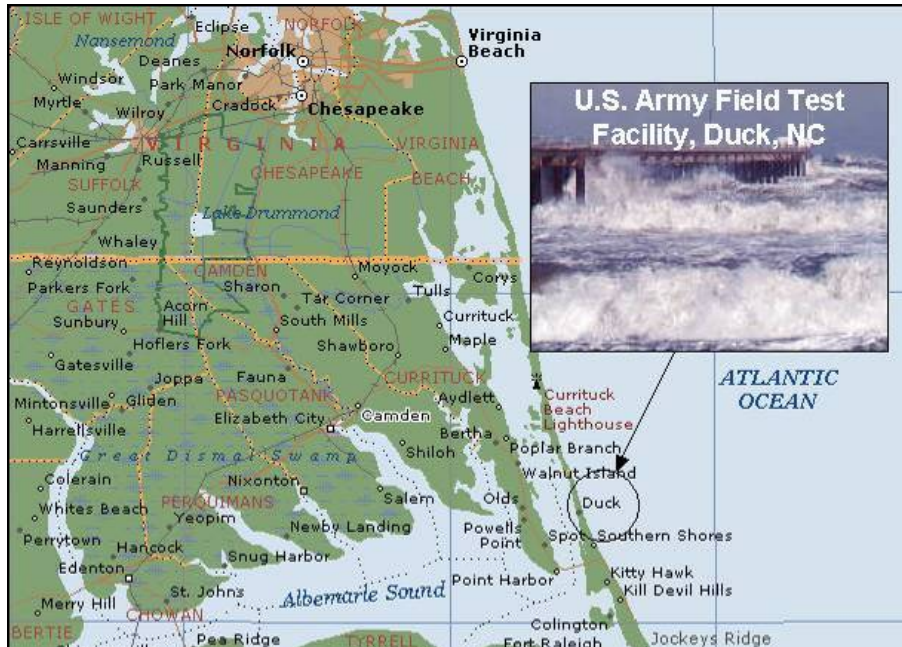 ISLE OF WIGHT
Eclipse
NORFOLK
Nansemond
Deanes
Norfolk
Virginia
Beach
Windsor
Park Manor
Myrtle
Wilroy
Cradock
Chesapeake
U.S. Army Field Test
Facility, Duck, NC
Carrsville
VIRGINIA
VIRGINIA
Manning
Russell
SUFFOLK
CHESAPEAKE
BEACH
Saunders
Lake Drummond
Whaley
Reynoldson
CAMDEN
Moyock
Corys
Parkers Fork
Sharon
Tar Corner
Tulls
GATES
Acorn
Hill
Sunbury
South Mills
Currituck
Hoflers Fork
Shawboro
Maple
Gatesville
Joppa
Fauna
CURRITUCK
ATLANTIC
OCEAN
Mintonsville
Gliden
PASQUOTANK
Aydlett
Currituck
Beach
Lighthouse
Harrellsville
Elizabeth City
Camden
Bertha
Poplar Branch
Great Dismal Swamp
Shiloh
Walnut Island
Colerain
Nixonton
Salem
Olds
Duck
Whites Beach
PERQUIMANS
Yeopim
Newby Landing
Powells
Point
Spot
Southern Shores
Perrytown
Hancock
Snug Harbor
Edenton
Point Harbor
Kitty Hawk
Kill Devil Hills
Merry Hill
St. John's
Albemarle Sound
CHOWAN
Colington
BERTIE
Pea Ridge
TYRRELL
Fort Raleigh
Jockeys Ridge